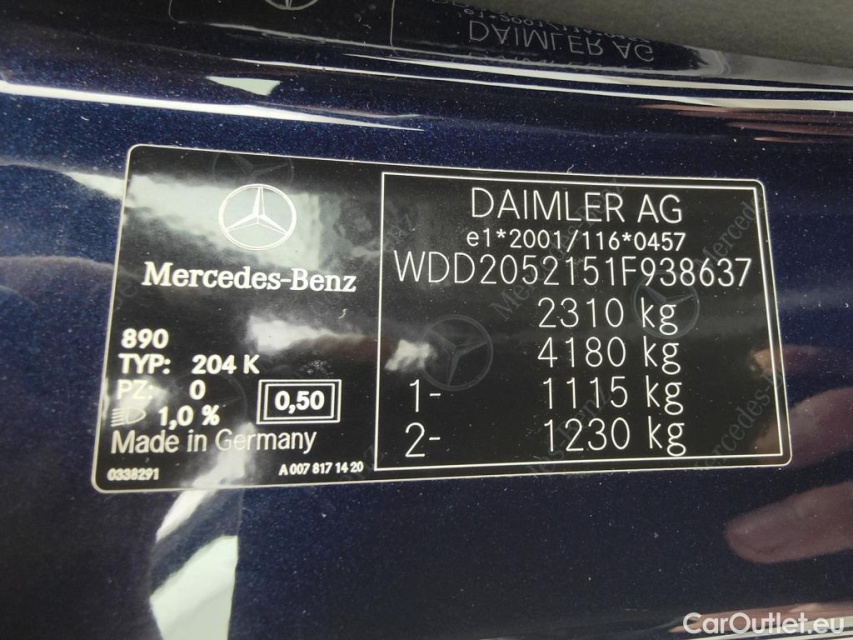 DAIMLER AG
Mercedes-Benz
890
TYP: 204 K
PZ: 0
1,0 %
0,50
Made in Germany
0338291
A 007 817 14 20
DAIMLER AG
e1*2001/116*0457
WDD2052151F938637
2310 kg
4180 kg
1- 1115 kg
2- 1230 kg
CarOutlet.eu